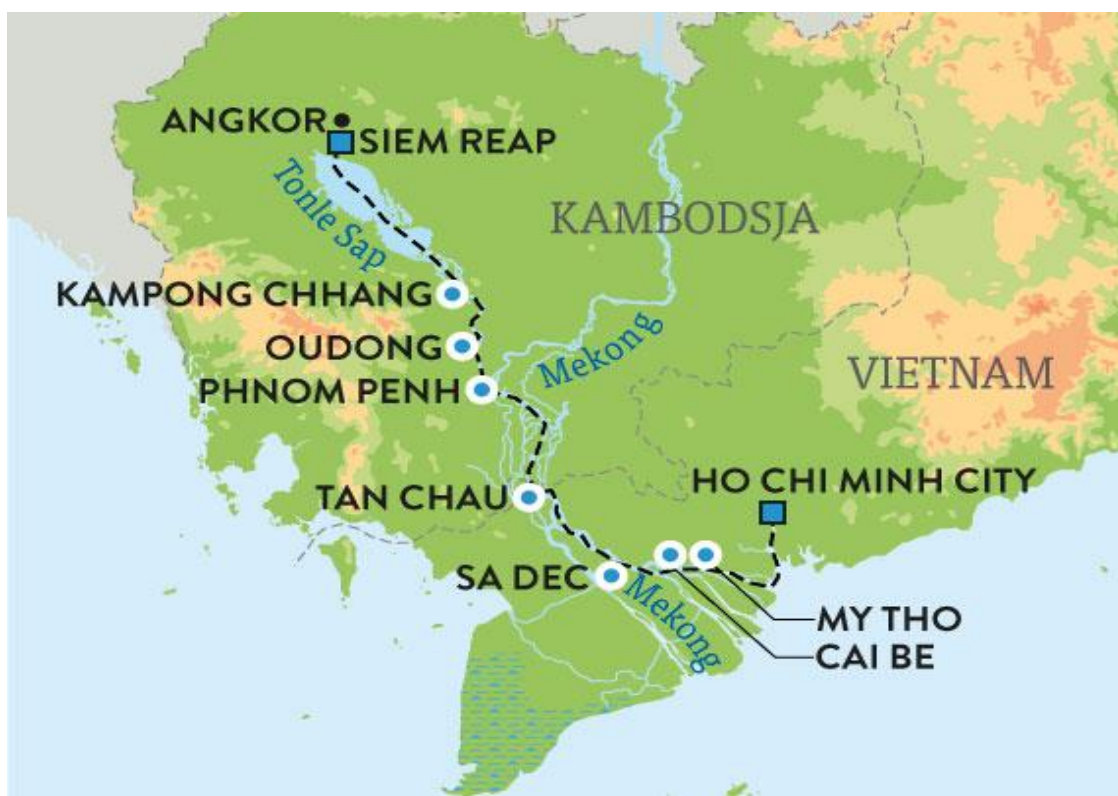 ANGKOR
SIEM REAP
Tonle Sap
KAMBODSJA
KAMPONG CHHANG
OUDONG
Mekong
PHNOM PENH
VIETNAM
TAN CHAU
HO CHI MINH CITY
SA DEC
Mekong
MY THO
CAI BE